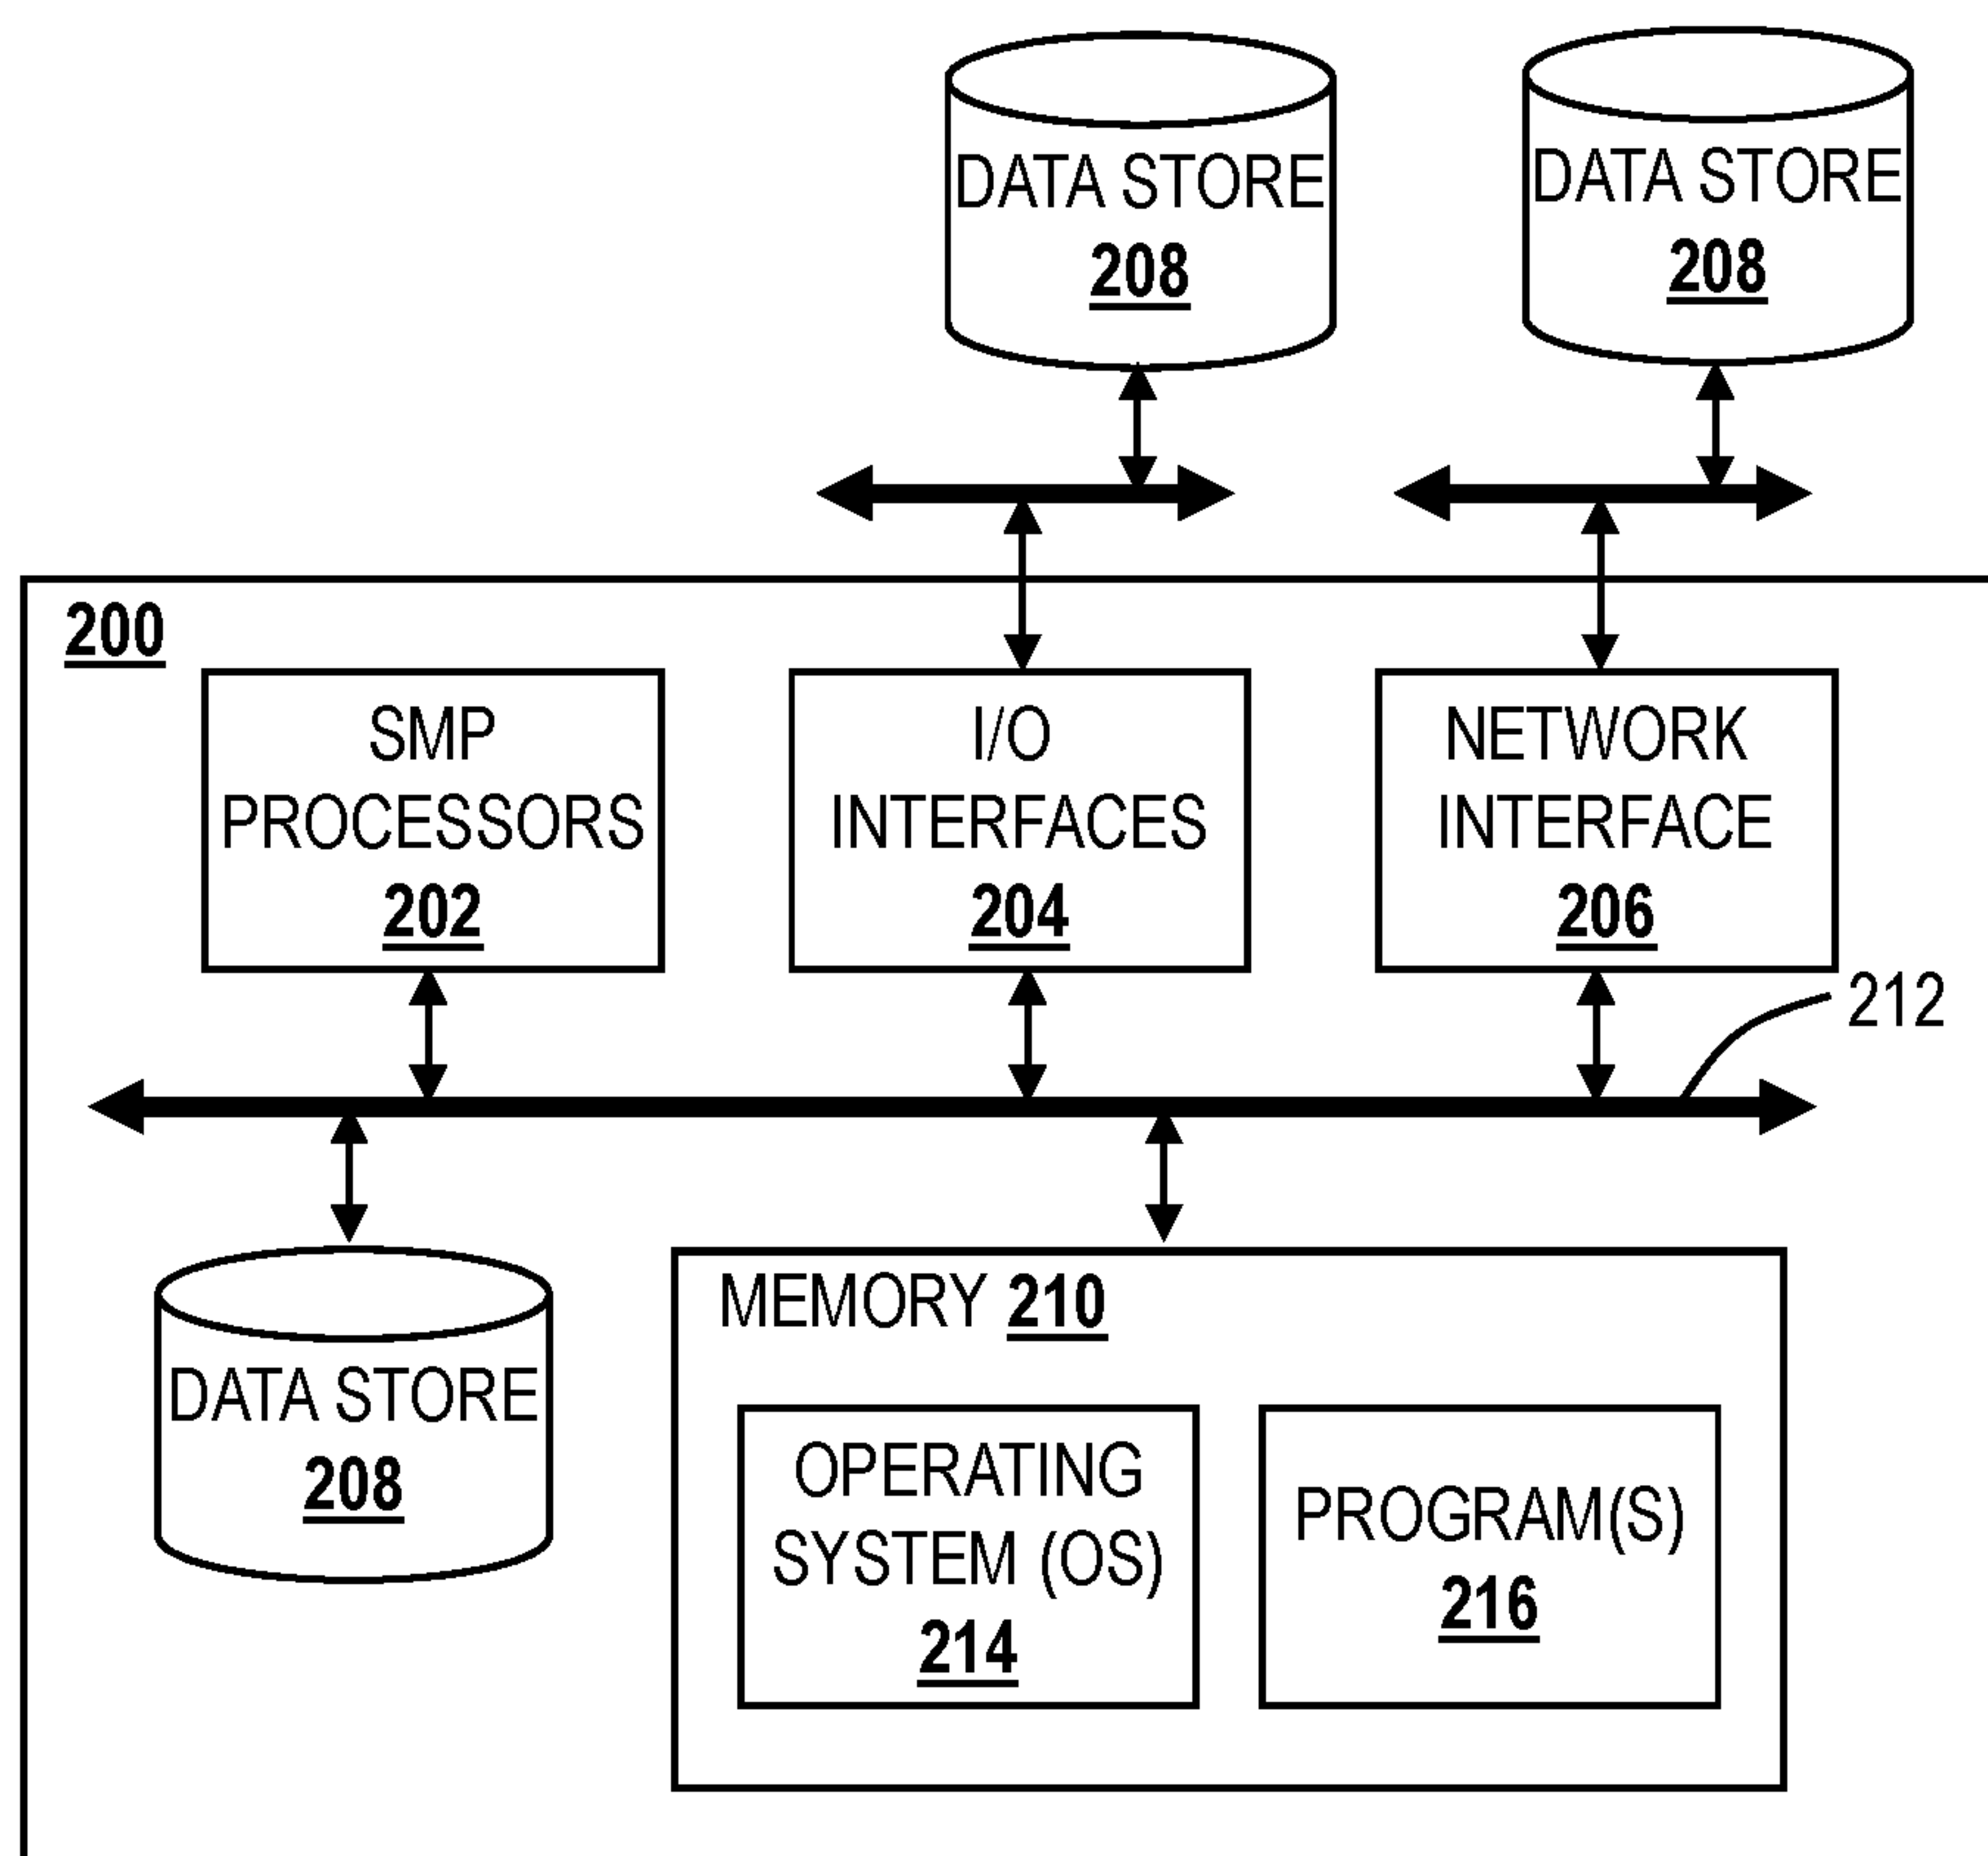 DATA STORE
208
DATA STORE
208
200
SMP
PROCESSORS
202
I/O
INTERFACES
204
NETWORK
INTERFACE
206
212
DATA STORE
208
MEMORY 210
OPERATING
SYSTEM (OS)
214
PROGRAM(S)
216